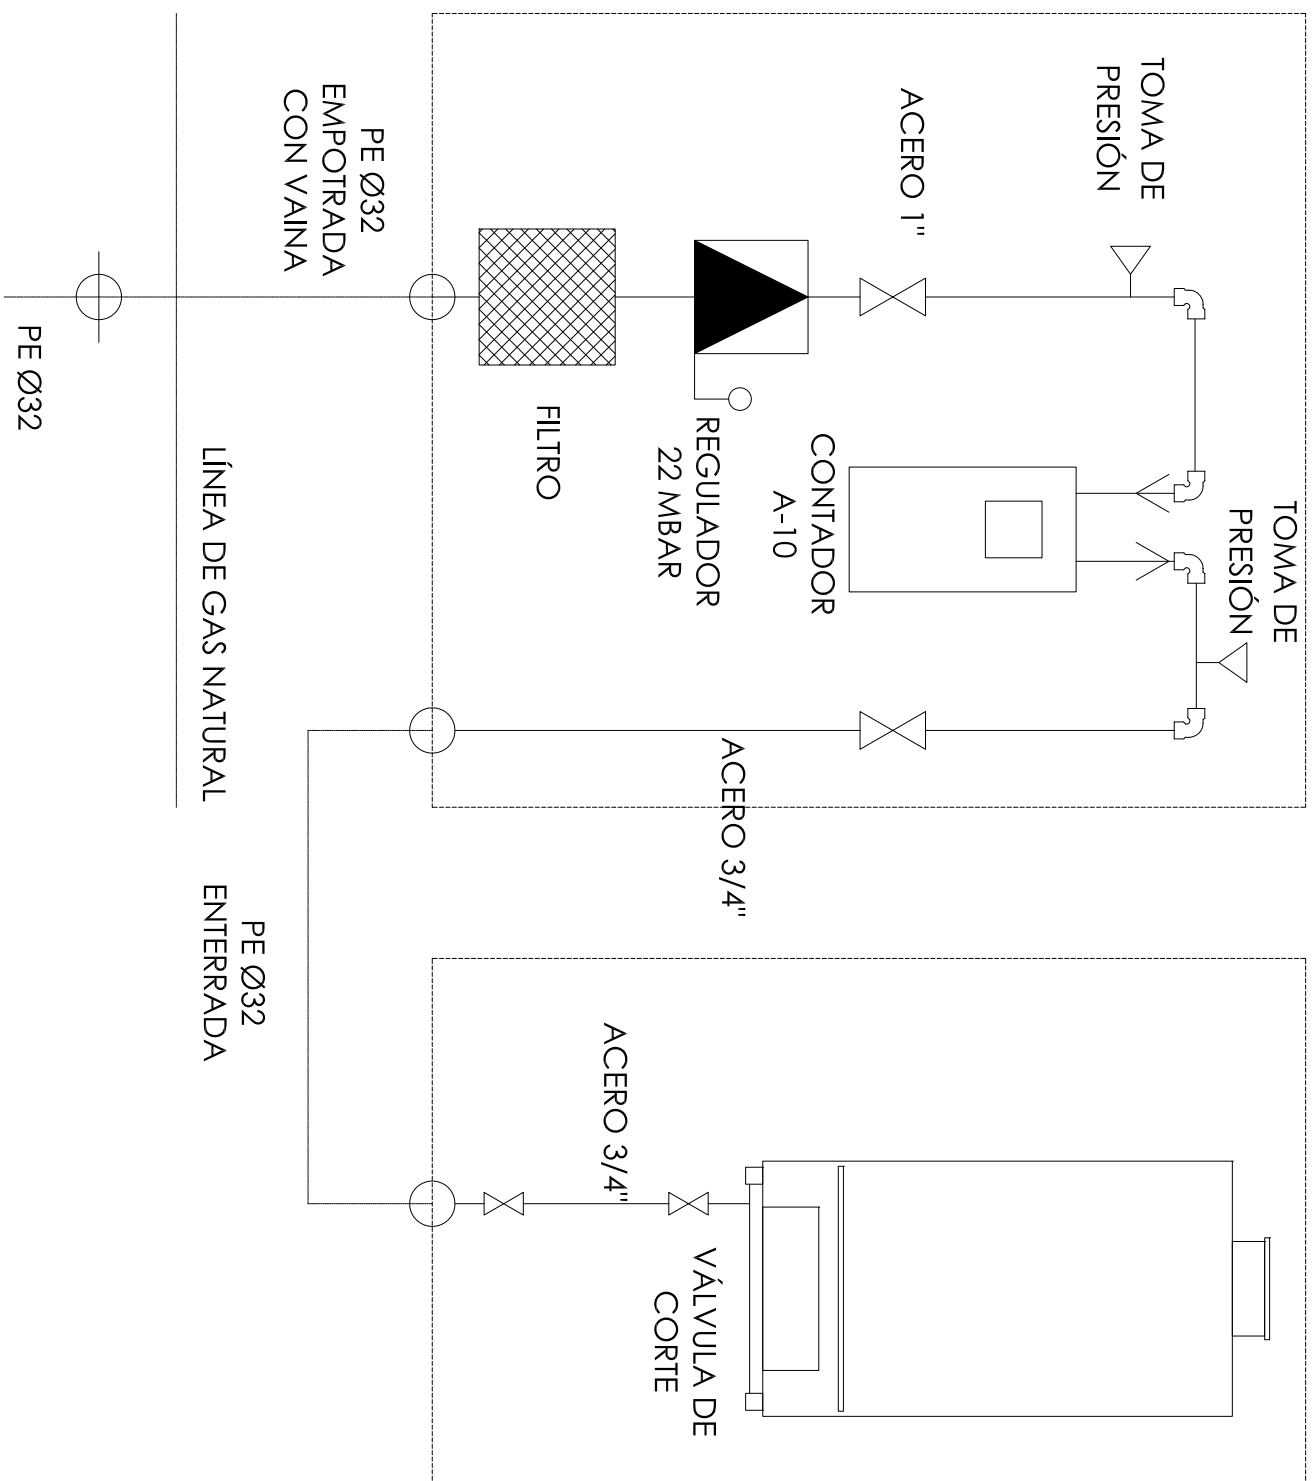 TOMA DE
PRESIÓN
TOMA DE
PRESIÓN
ACERO 1"
CONTADOR
A-10
REGULADOR
22 MBAR
FILTRO
ACERO 3/4"
PE Ø32
EMPOTRADA
CON VAINA
LÍNEA DE GAS NATURAL
PE Ø32
PE Ø32
ENTERRADA
ACERO 3/4"
VÁLVULA DE
CORTE